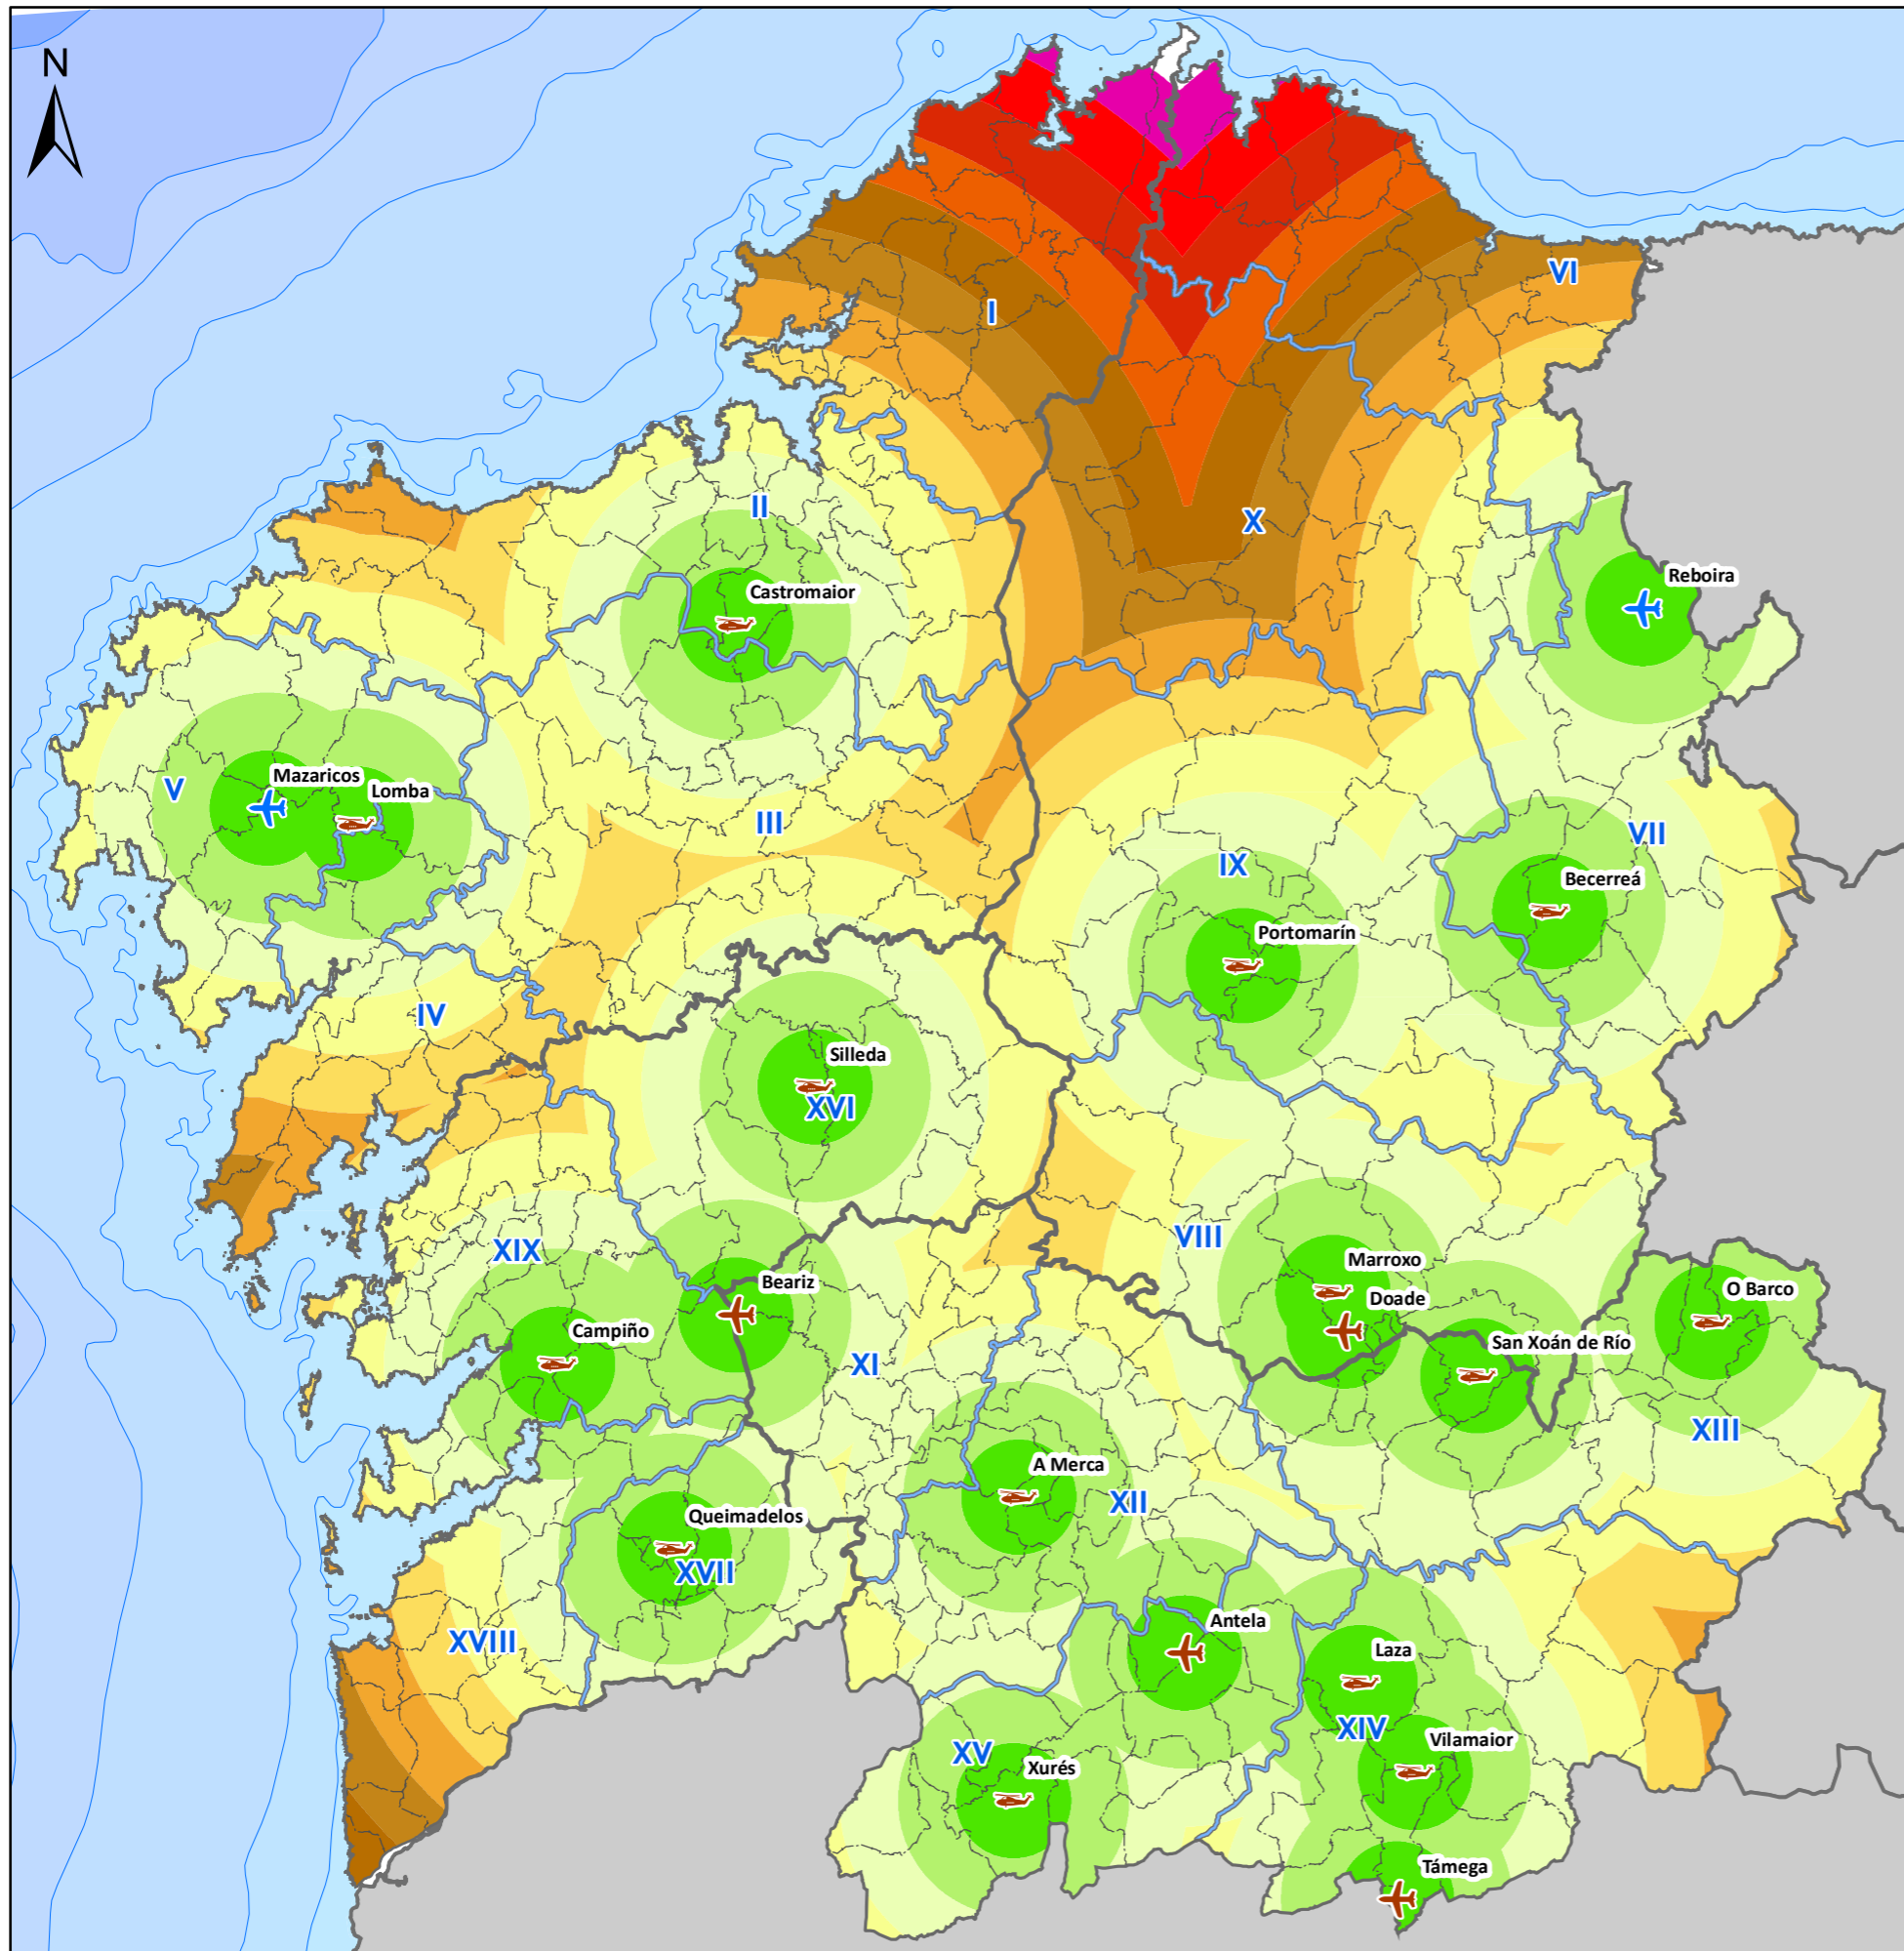 N
VI
I
II
X
Reboira
Castromaior
Mazaricos
Lomba
V
III
VII
IX
Becerreá
Portomarín
IV
Silleda
XVI
VIII
XIX
Marroxo
Beariz
Doade
O Barco
Campiño
San Xoán de Río
XI
XIII
A Merca
XII
Queimadelos
XVII
Antela
XVIII
Laza
XIV
Vilamaior
XV
Xurés
Támega